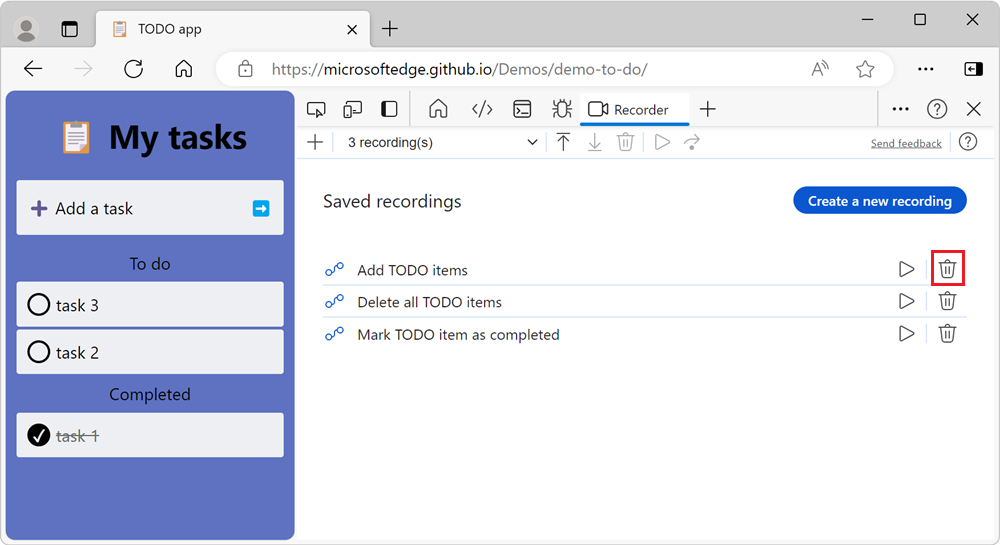 TODO app
https://microsoftedge.github.io/Demos/demo-to-do/
My tasks
Add a task
To do
task 3
task 2
Completed
task 1
Recorder
3 recording(s)
Send feedback
Saved recordings
Create a new recording
Add TODO items
Delete all TODO items
Mark TODO item as completed